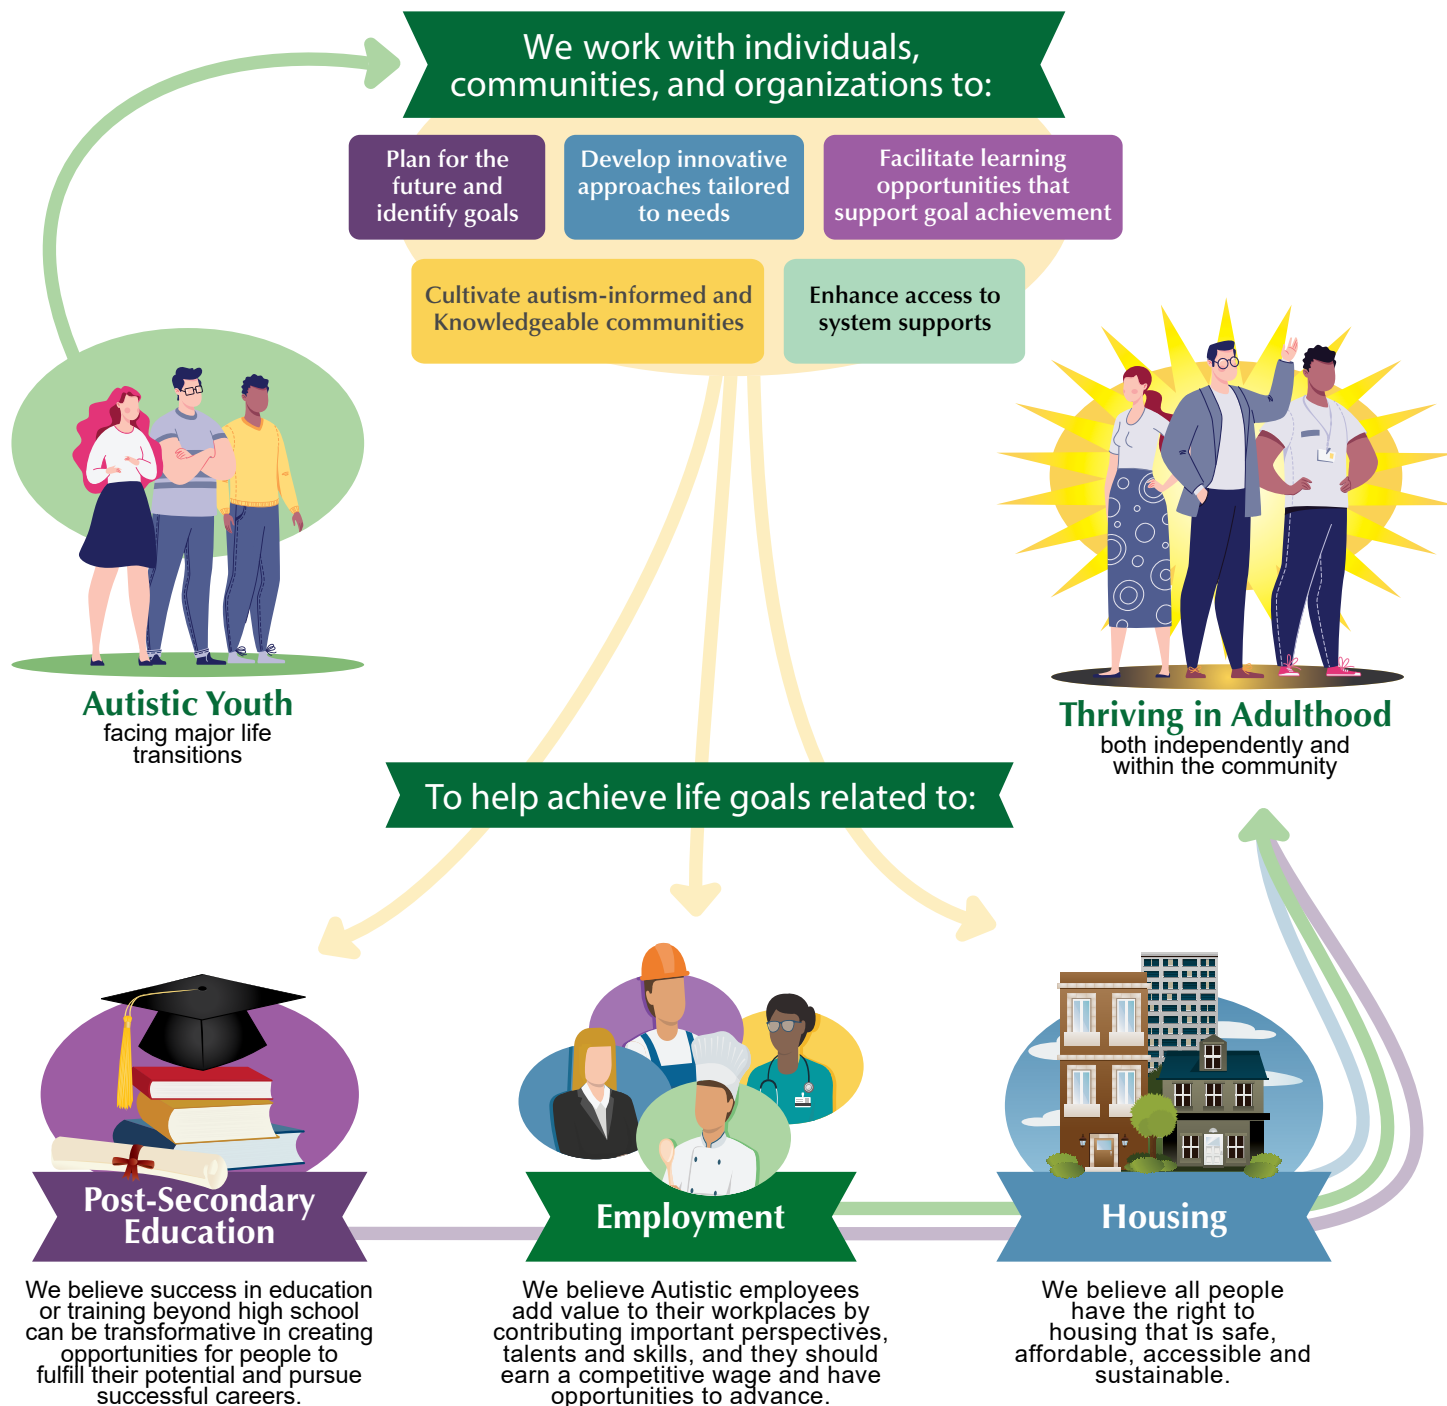 We work with individuals,
communities, and organizations to:
Plan for the
future and
identify goals
Develop innovative
approaches tailored
to needs
Facilitate learning
opportunities that
support goal achievement
Cultivate autism-informed and
Knowledgeable communities
Enhance access to
system supports
Autistic Youth
facing major life
transitions
Thriving in Adulthood
both independently and
within the community
To help achieve life goals related to:
Post-Secondary
Education
We believe success in education
or training beyond high school
can be transformative in creating
opportunities for people to
fulfill their potential and pursue
successful careers.
Employment
We believe Autistic employees
add value to their workplaces by
contributing important perspectives,
talents and skills, and they should
earn a competitive wage and have
opportunities to advance.
Housing
We believe all people
have the right to
housing that is safe,
affordable, accessible and
sustainable.